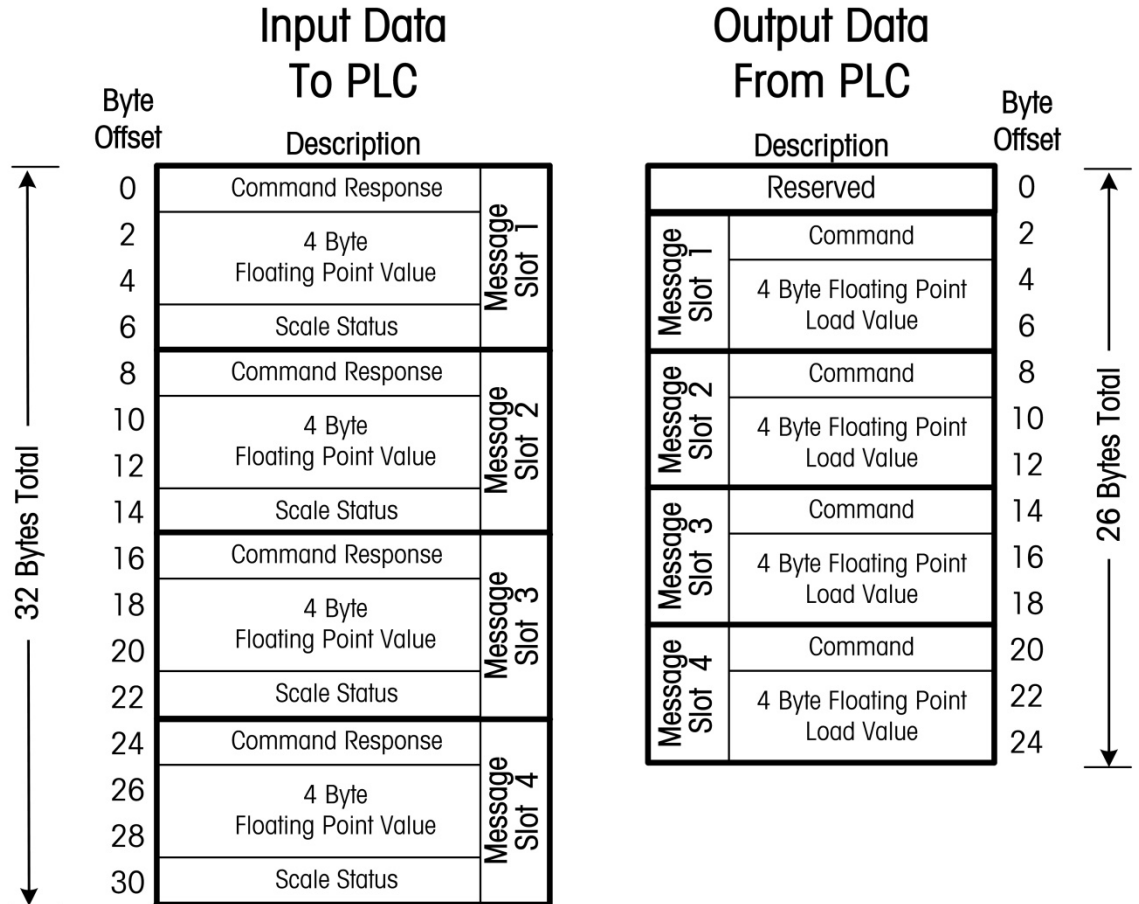 Input Data
To PLC
Byte
Offset
Description
0
Command Response
2
4 Byte
Floating Point Value
4
6
Scale Status
Message
Slot 1
8
Command Response
10
4 Byte
Floating Point Value
12
14
Scale Status
Message
Slot 2
16
Command Response
18
4 Byte
Floating Point Value
20
22
Scale Status
Message
Slot 3
24
Command Response
26
4 Byte
Floating Point Value
28
30
Scale Status
Message
Slot 4
32 Bytes Total
Output Data
From PLC
Description
Byte
Offset
Reserved
0
Message
Slot 1
Command
2
4 Byte Floating Point
Load Value
4
6
Message
Slot 2
Command
8
4 Byte Floating Point
Load Value
10
12
Message
Slot 3
Command
14
4 Byte Floating Point
Load Value
16
18
Message
Slot 4
Command
20
4 Byte Floating Point
Load Value
22
24
26 Bytes Total